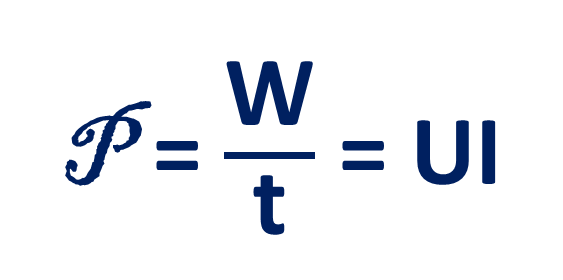 𝒫 = W/t = UI